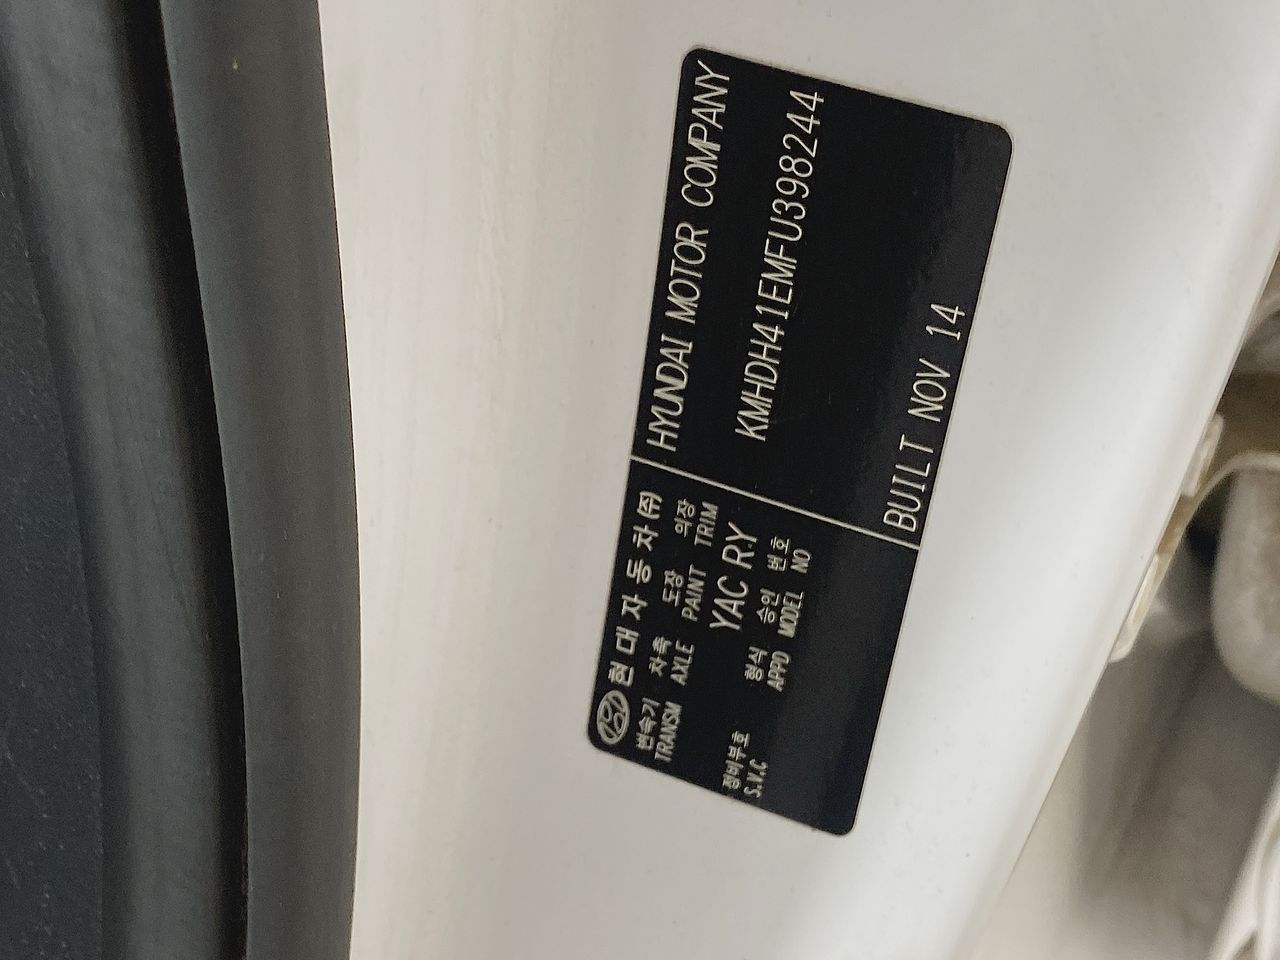 현대자동차(주)
변속기 차축 도장 의장
TRANSM AXLE PAINT TRIM
YAC RY
정비부호 형식 승인 번호
S.V.C APPD MODEL NO
HYUNDAI MOTOR COMPANY
KMHDH41EMFU398244
BUILT NOV 14